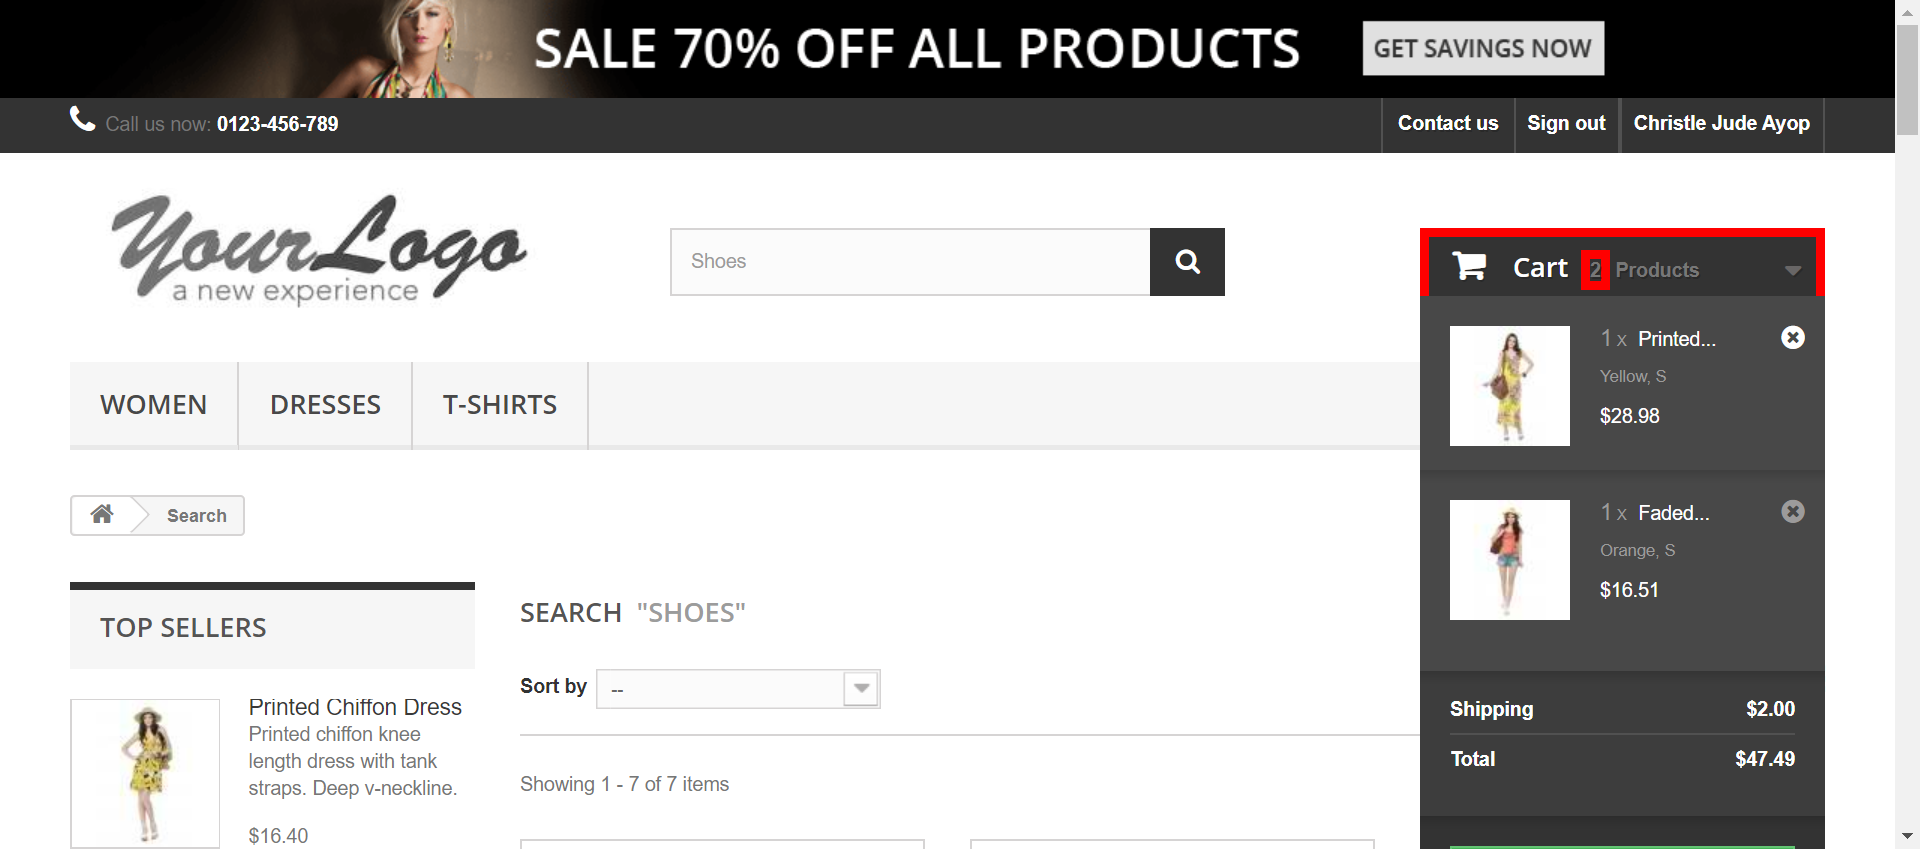 SALE 70% OFF ALL PRODUCTS
GET SAVINGS NOW
Call us now: 0123-456-789
Contact us
Sign out
Christle Jude Ayop
YourLogo
a new experience
Shoes
Cart 2 Products
1 x Printed...
Yellow, S
$28.98
WOMEN
DRESSES
T-SHIRTS
Search
1 x Faded...
Orange, S
$16.51
TOP SELLERS
SEARCH "SHOES"
Sort by --
Shipping $2.00
Total $47.49
Printed Chiffon Dress
Printed chiffon knee
length dress with tank
straps. Deep v-neckline.
$16.40
Showing 1 - 7 of 7 items